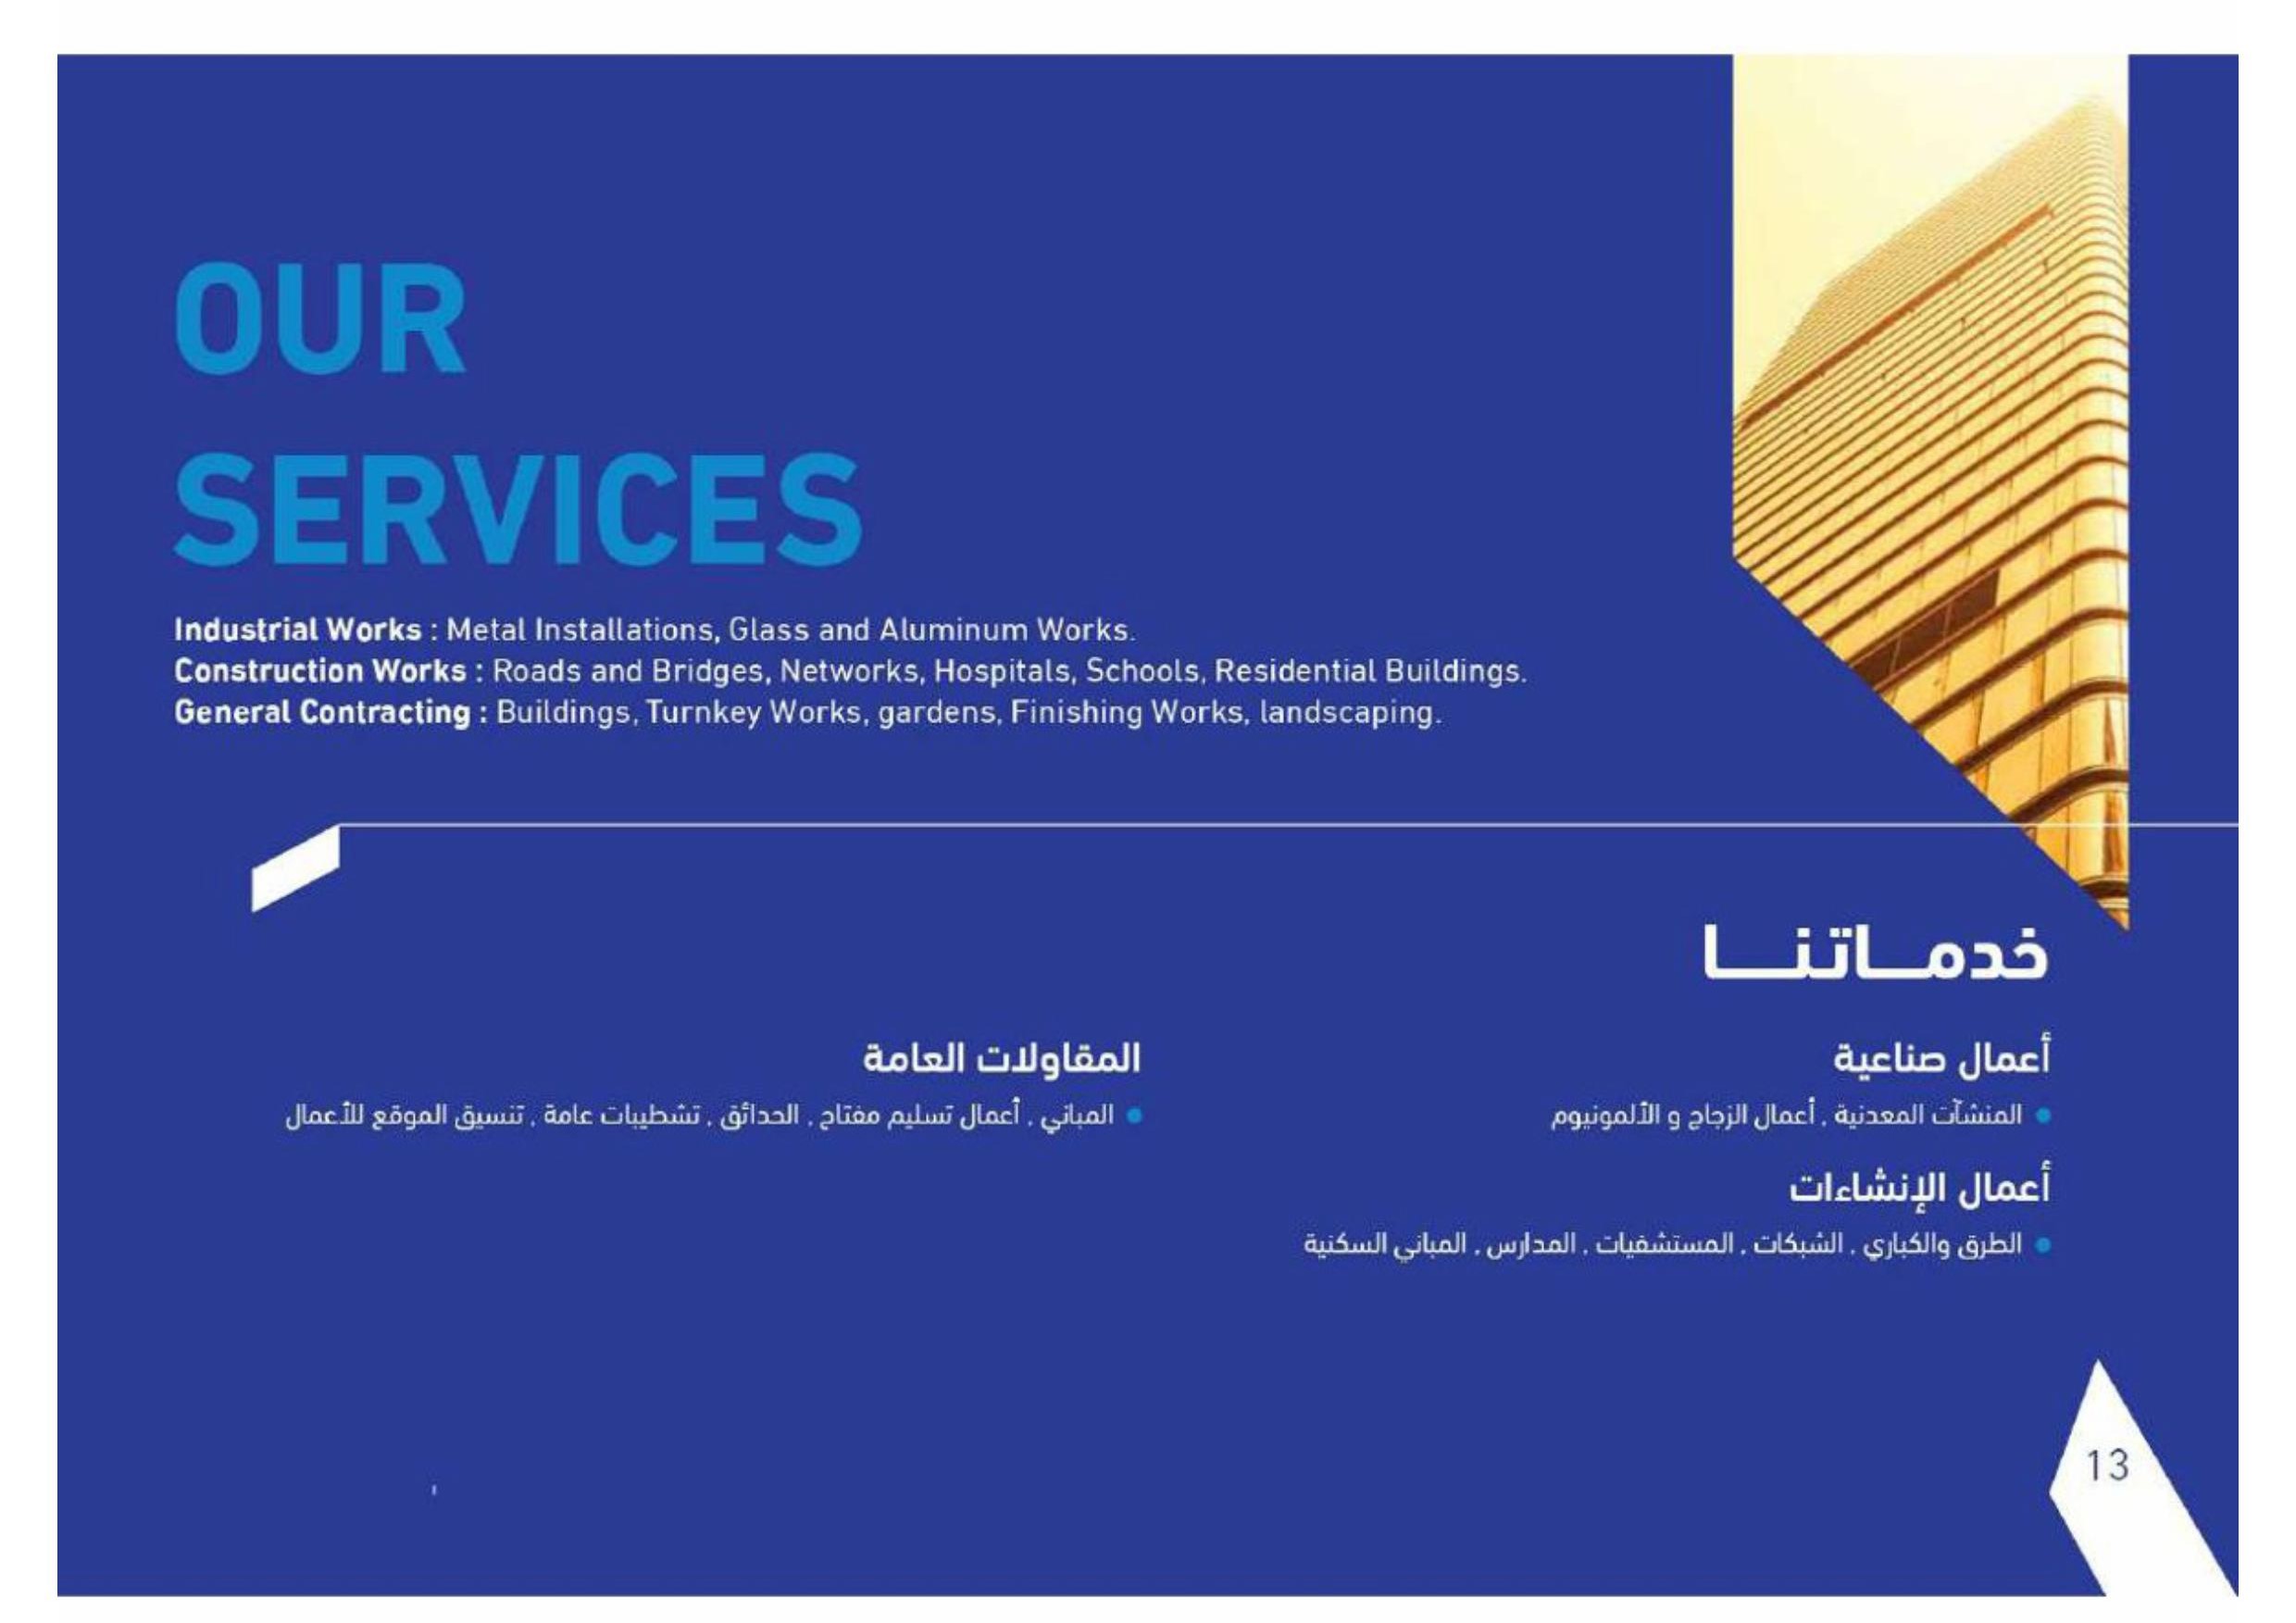 OUR
SERVICES
Industrial Works : Metal Installations, Glass and Aluminum Works.
Construction Works : Roads and Bridges, Networks, Hospitals, Schools, Residential Buildings.
General Contracting : Buildings, Turnkey Works, gardens, Finishing Works, landscaping.
خدمــاتنــا
أعمال صناعية
المنشآت المعدنية , أعمال الزجاج و الألمونيوم
أعمال الإنشاءات
الطرق والكباري , الشبكات , المستشفيات , المدارس , المباني السكنية
المقاولات العامة
المباني , أعمال تسليم مفتاح , الحدائق , تشطيبات عامة , تنسيق الموقع للأعمال
13